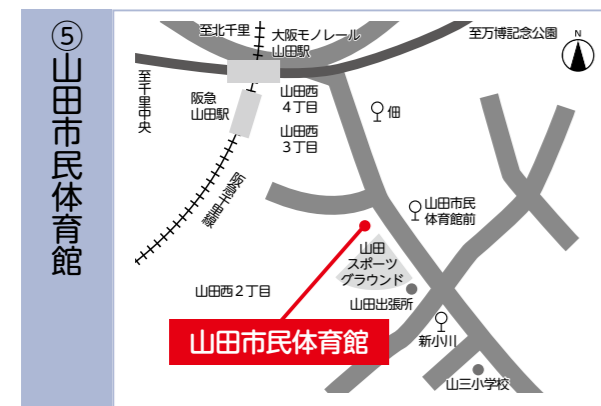 ⑤山田市民体育館
至北千里
大阪モノレール
山田駅
至万博記念公園
N
至千里中央
阪急
山田駅
山田西
4丁目
山田西
3丁目
佃
阪急千里線
山田市民
体育館前
山田
スポーツ
グラウンド
山田西2丁目
山田出張所
山田市民体育館
新小川
山三小学校